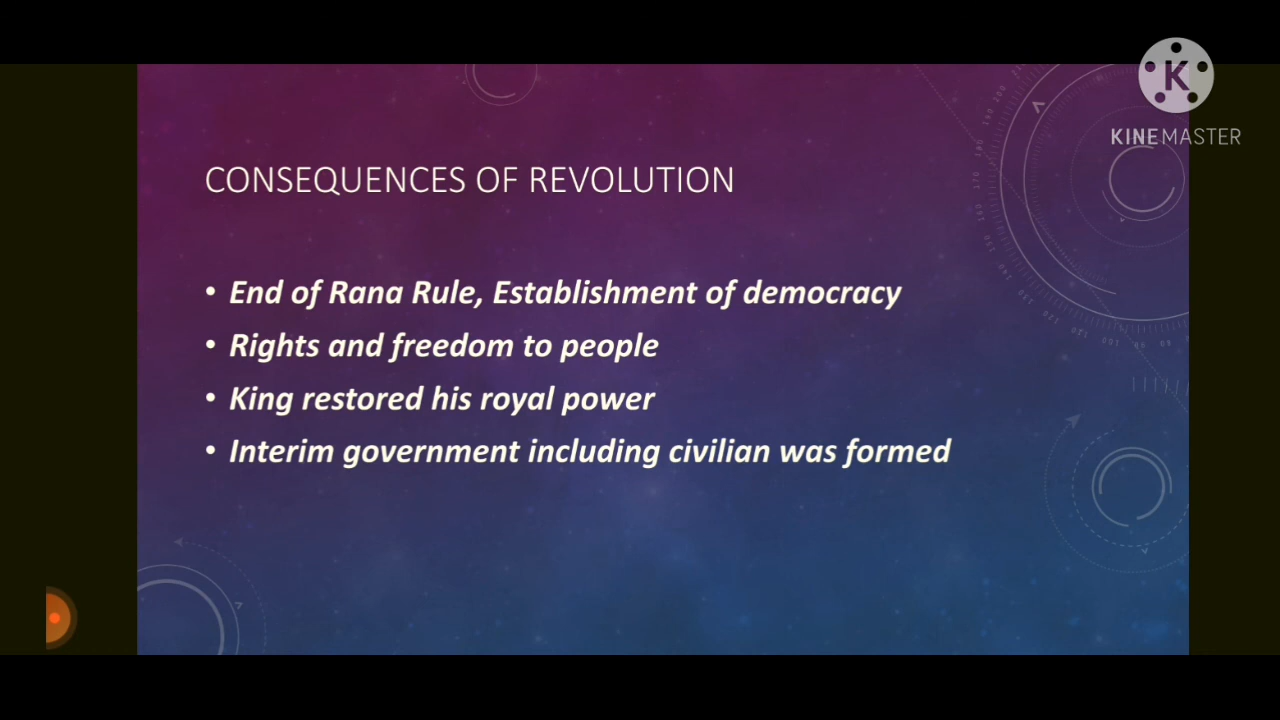 KINEMASTER
CONSEQUENCES OF REVOLUTION
• End of Rana Rule, Establishment of democracy
• Rights and freedom to people
• King restored his royal power
• Interim government including civilian was formed